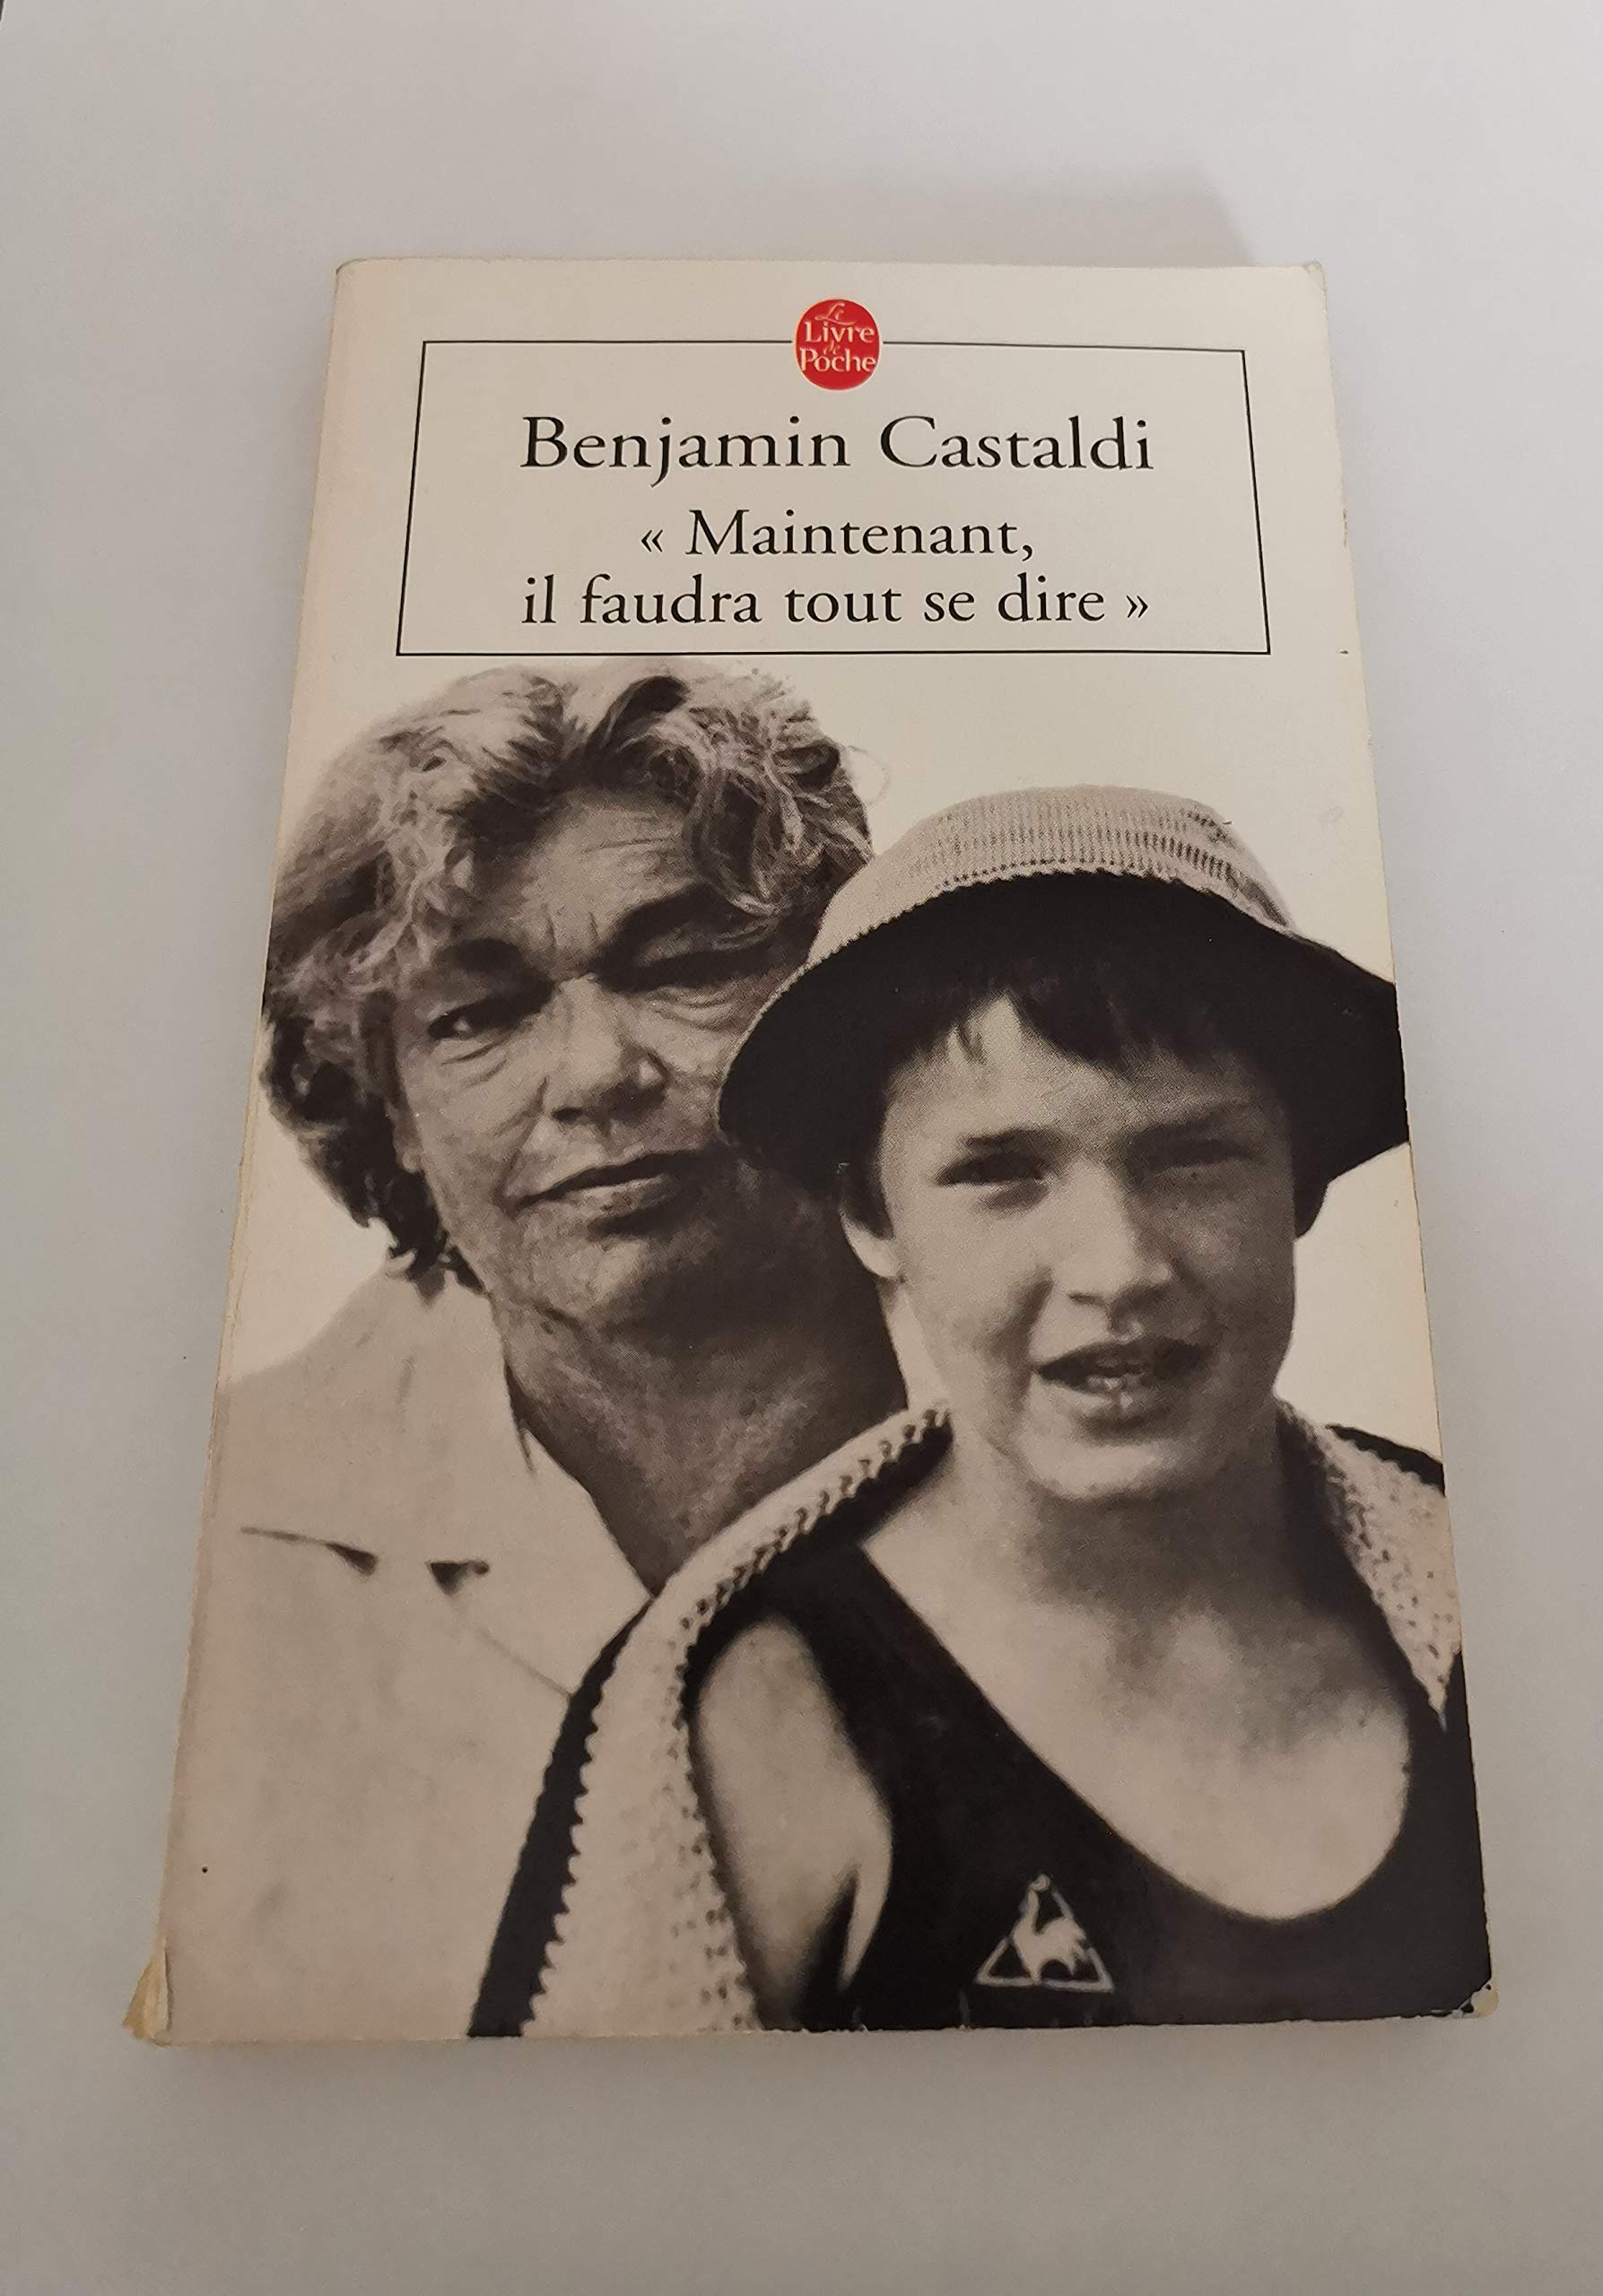 Le
Livre
de
Poche
Benjamin Castaldi
« Maintenant,
il faudra tout se dire »